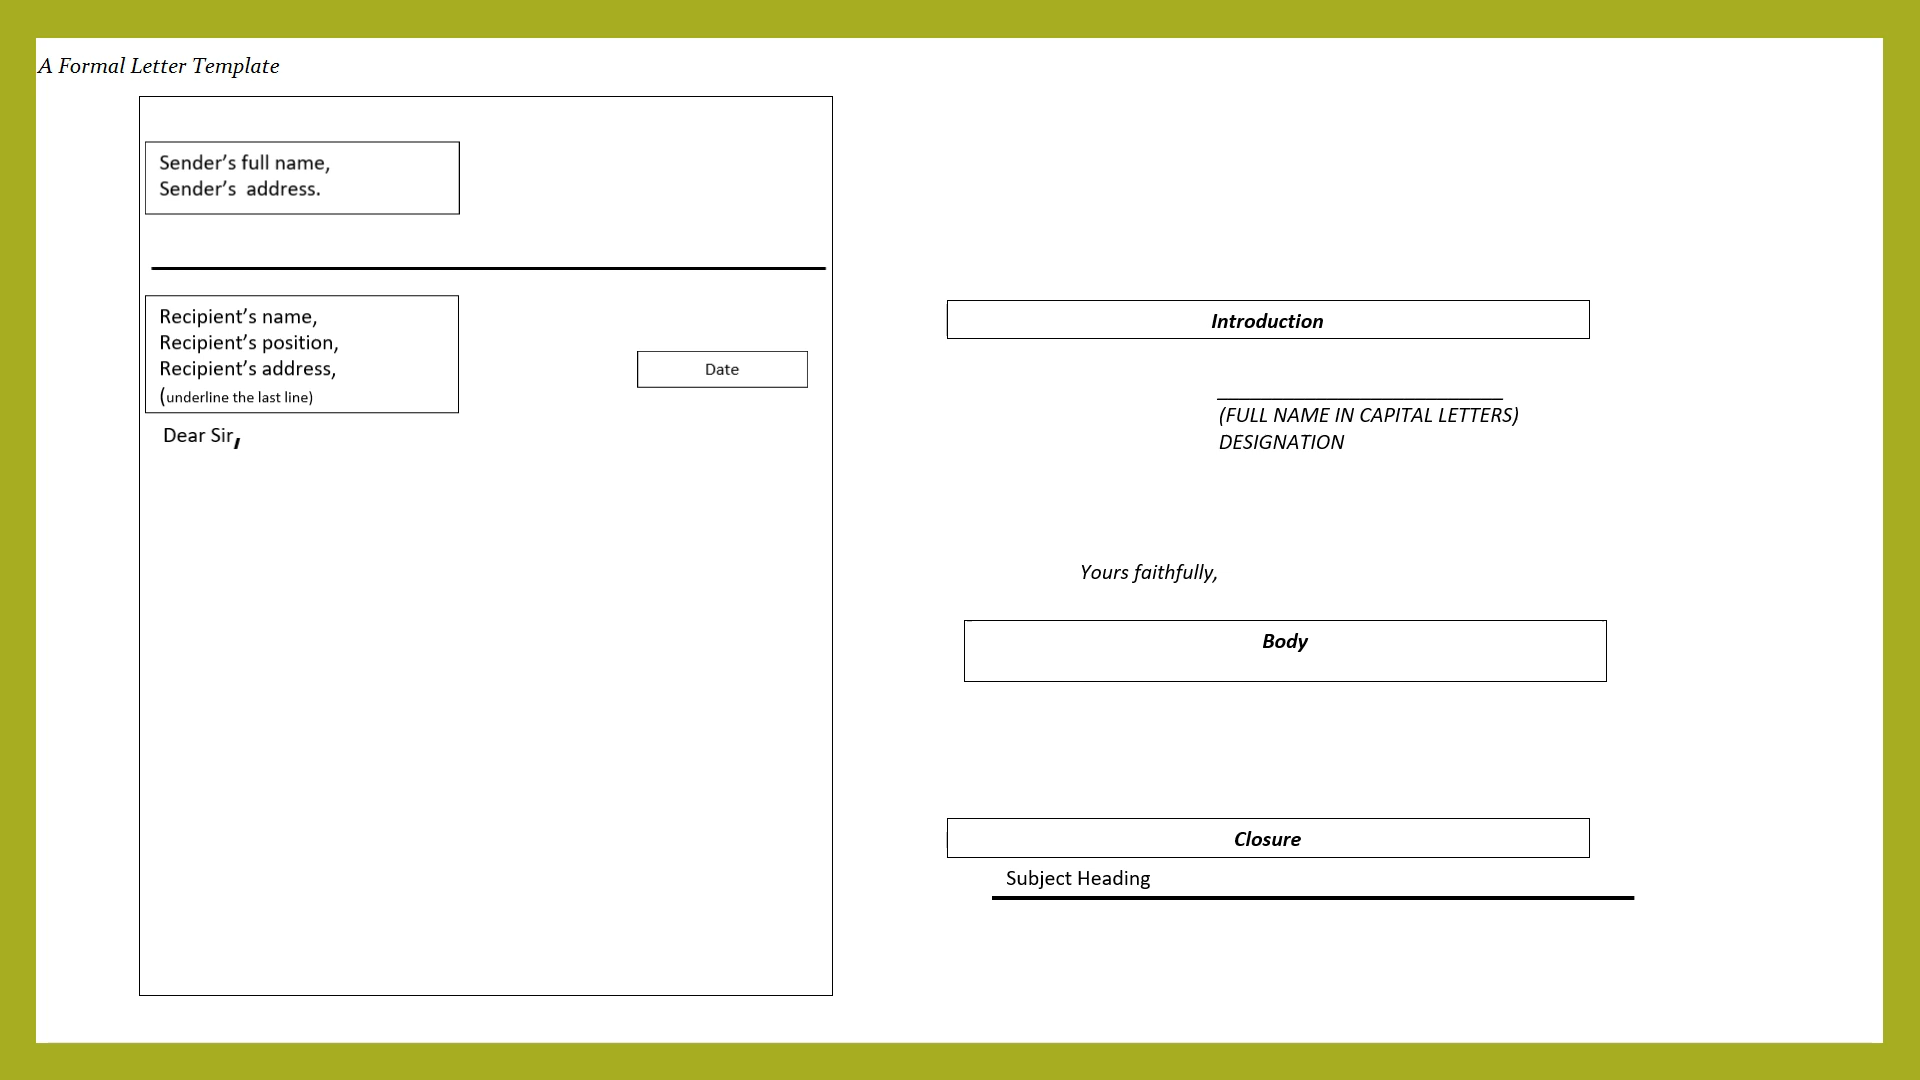 A Formal Letter Template
Sender’s full name,
Sender’s  address.
Recipient’s name,
Recipient’s position,
Recipient’s address,
(underline the last line)
Date
Dear Sir,
Introduction
(FULL NAME IN CAPITAL LETTERS)
DESIGNATION
Yours faithfully,
Body
Closure
Subject Heading